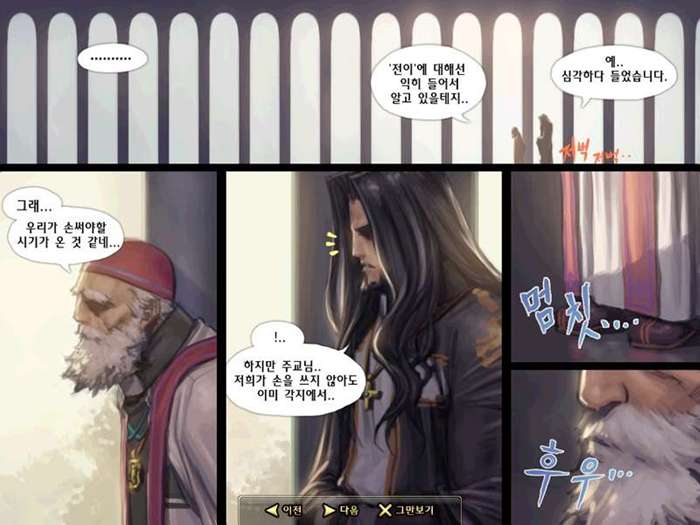 ..........
'전이'에 대해선
익히 들어서
알고 있을테지..
예..
심각하다 들었습니다.
저벅
저벅..
그래...
우리가 손써야할
시기가 온 것 같네...
!..
하지만 주교님..
저희가 손을 쓰지 않아도
이미 각지에서..
멈칫....
후우...
이전 다음 그만보기